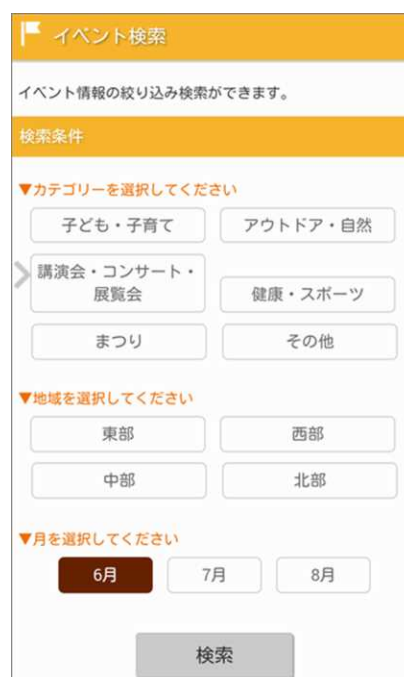 イベント検索
イベント情報の絞り込み検索ができます。
検索条件
▼カテゴリーを選択してください
子ども・子育て
アウトドア・自然
講演会・コンサート・
展覧会
健康・スポーツ
まつり
その他
▼地域を選択してください
東部
西部
中部
北部
▼月を選択してください
6月
7月
8月
検索